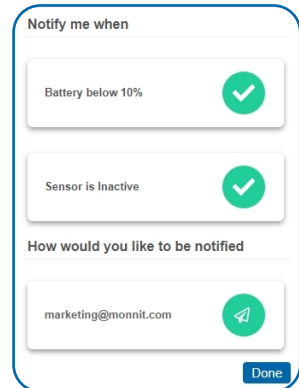 Notify me when
Battery below 10%
Sensor is Inactive
How would you like to be notified
marketing@monnit.com
Done